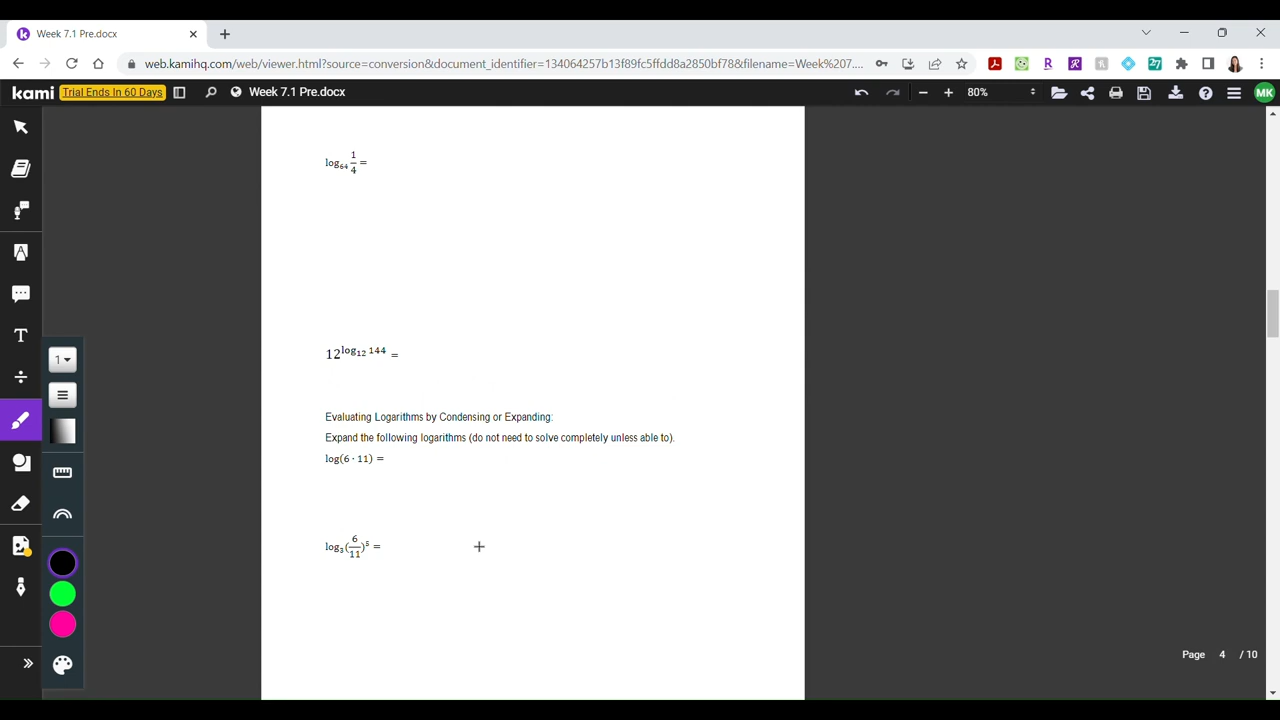 Week 7.1 Pre.docx
web.kamihq.com/web/viewer.html?source=conversion&document_identifier=134064257b13f89fc5ffdd8a2850bf78&filename=Week%207....
kami Trial Ends In 60 Days Week 7.1 Pre.docx 80% MK
log₆₄ 1/4 =
12^log₁₂ 144 =
Evaluating Logarithms by Condensing or Expanding:
Expand the following logarithms (do not need to solve completely unless able to).
log(6 · 11) =
log₃(6/11)⁵ =
1
Page 4 / 10